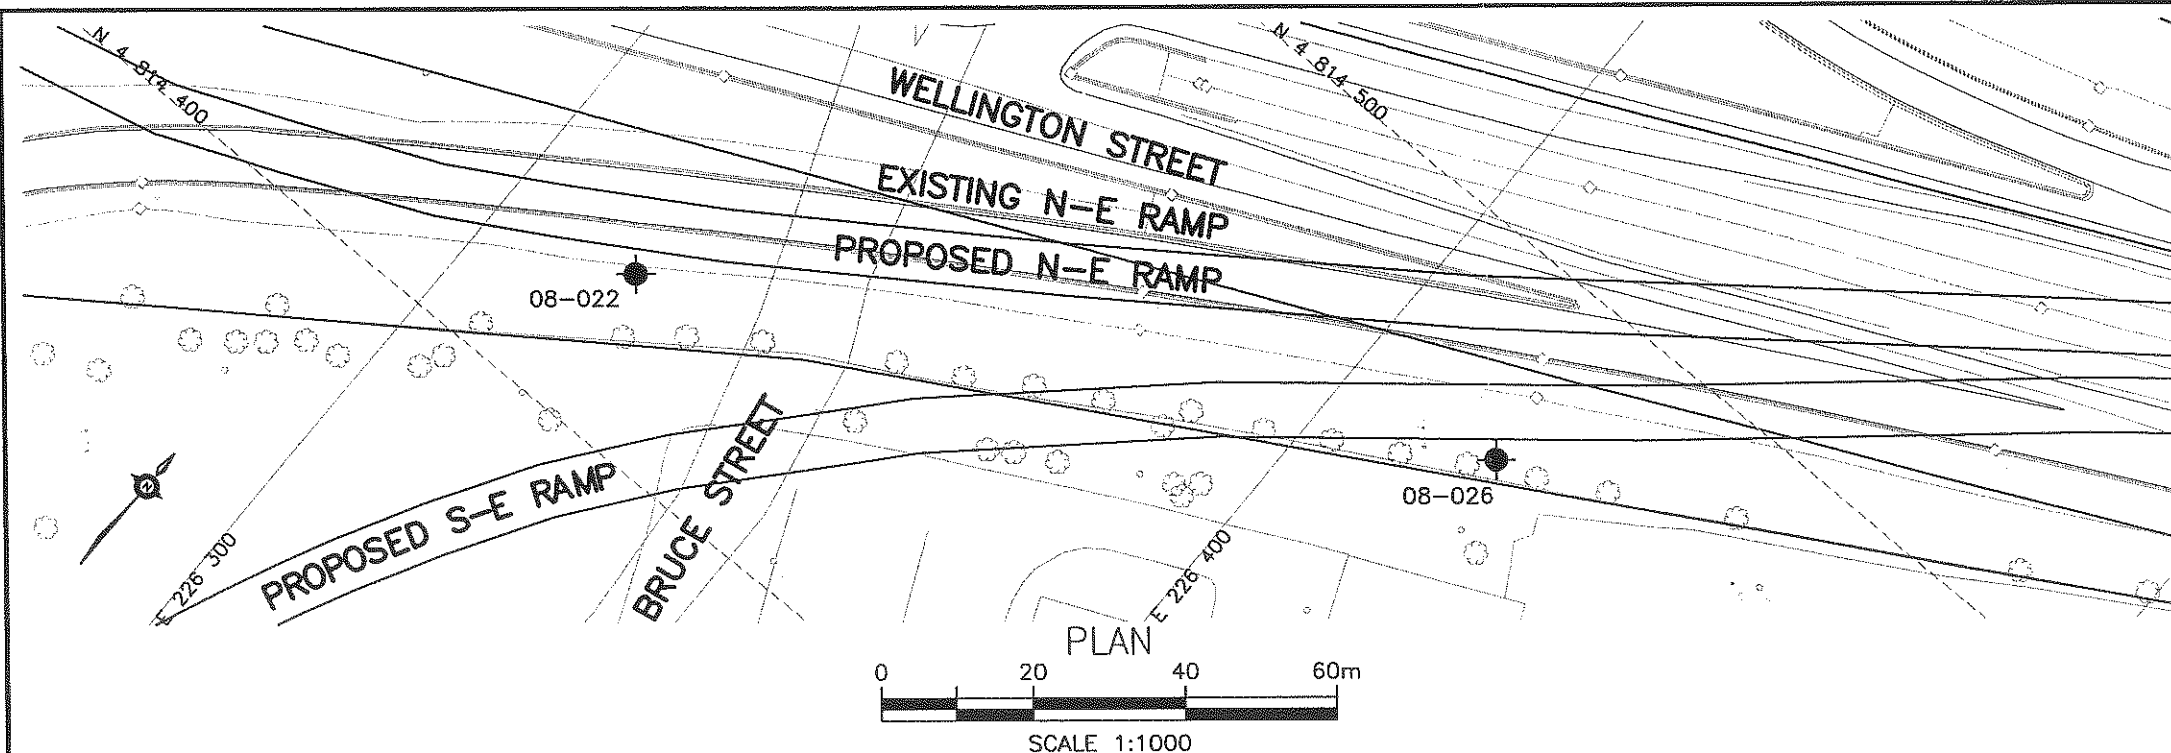 N 4 814 400
N 4 814 500
WELLINGTON STREET
EXISTING N-E RAMP
PROPOSED N-E RAMP
08-022
08-026
PROPOSED S-E RAMP
BRUCE STREET
N
E 226 300
E 226 400
PLAN
0 20 40 60m
SCALE 1:1000